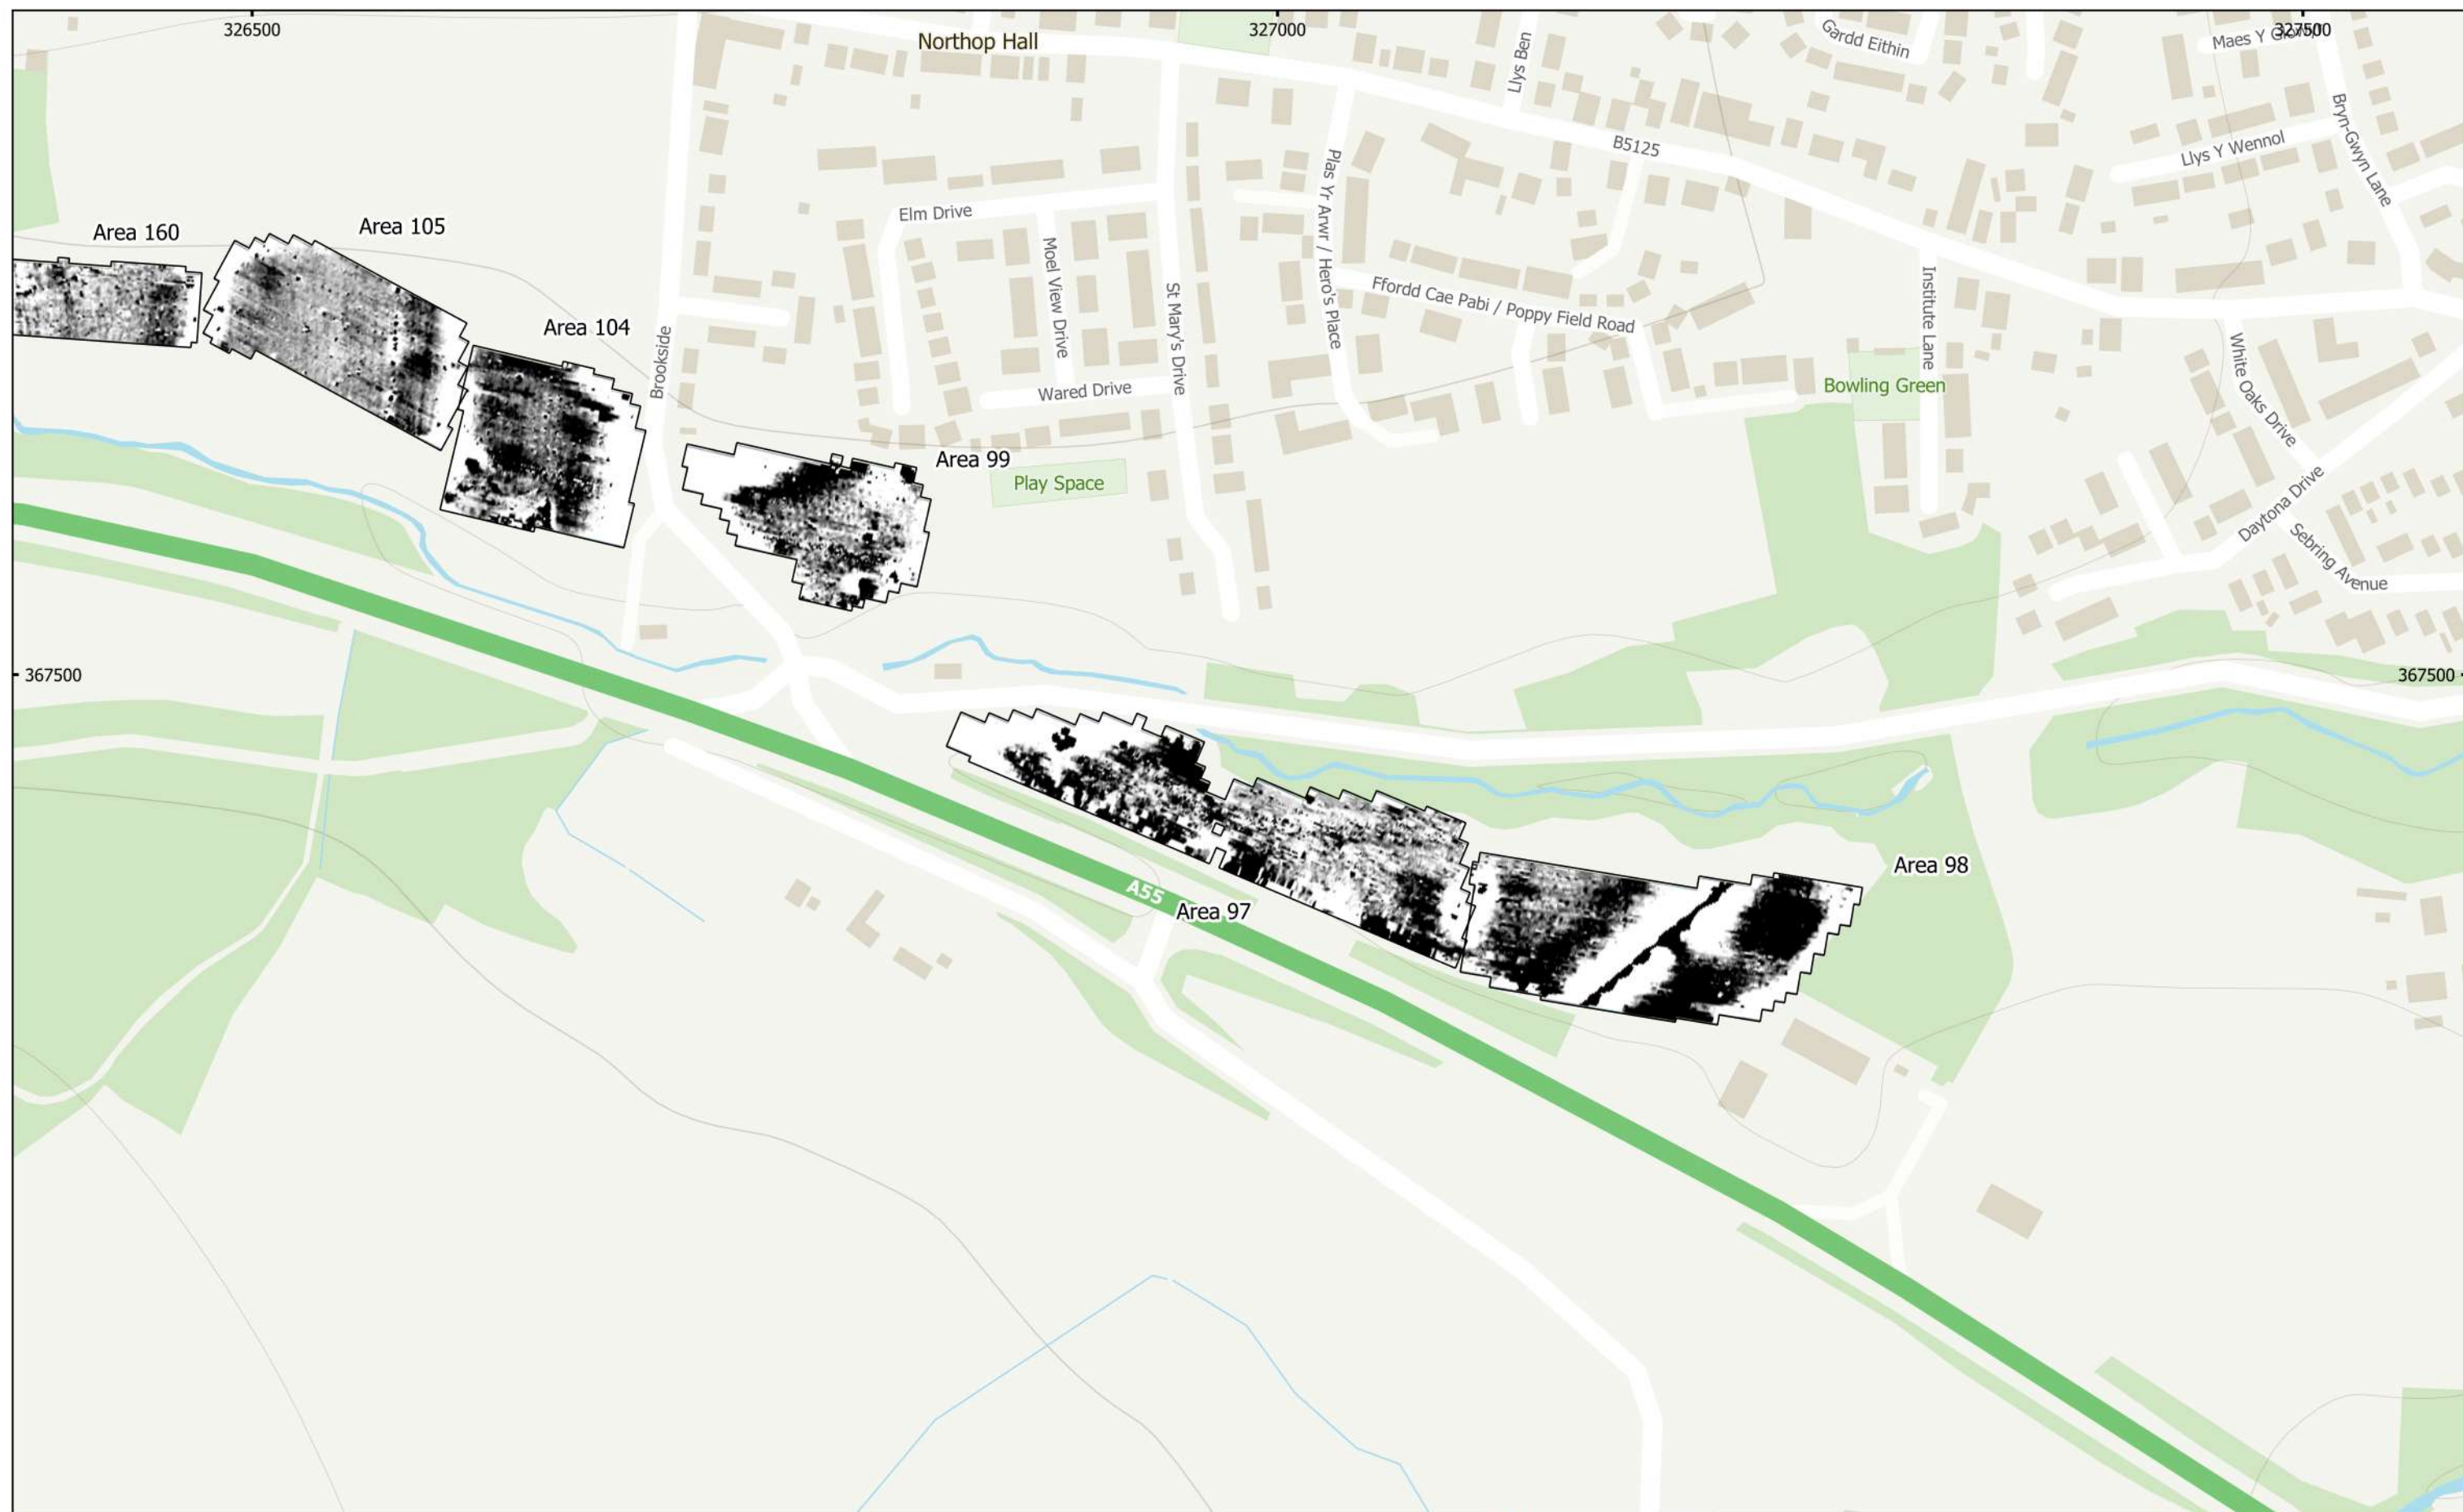 326500
327000
327500
Northop Hall
Gardd Eithin
Llys Ben
Maes Y
B5125
Bryn-Gwyn Lane
Llys Y Wennol
Plas Yr Arwr / Hero's Place
Elm Drive
Area 160
Area 105
Moel View Drive
St Mary's Drive
Ffordd Cae Pabi / Poppy Field Road
Institute Lane
Area 104
Brookside
White Oaks Drive
Wared Drive
Bowling Green
Area 99
Play Space
Daytona Drive
Sebring Avenue
367500
367500
Area 98
A55
Area 97